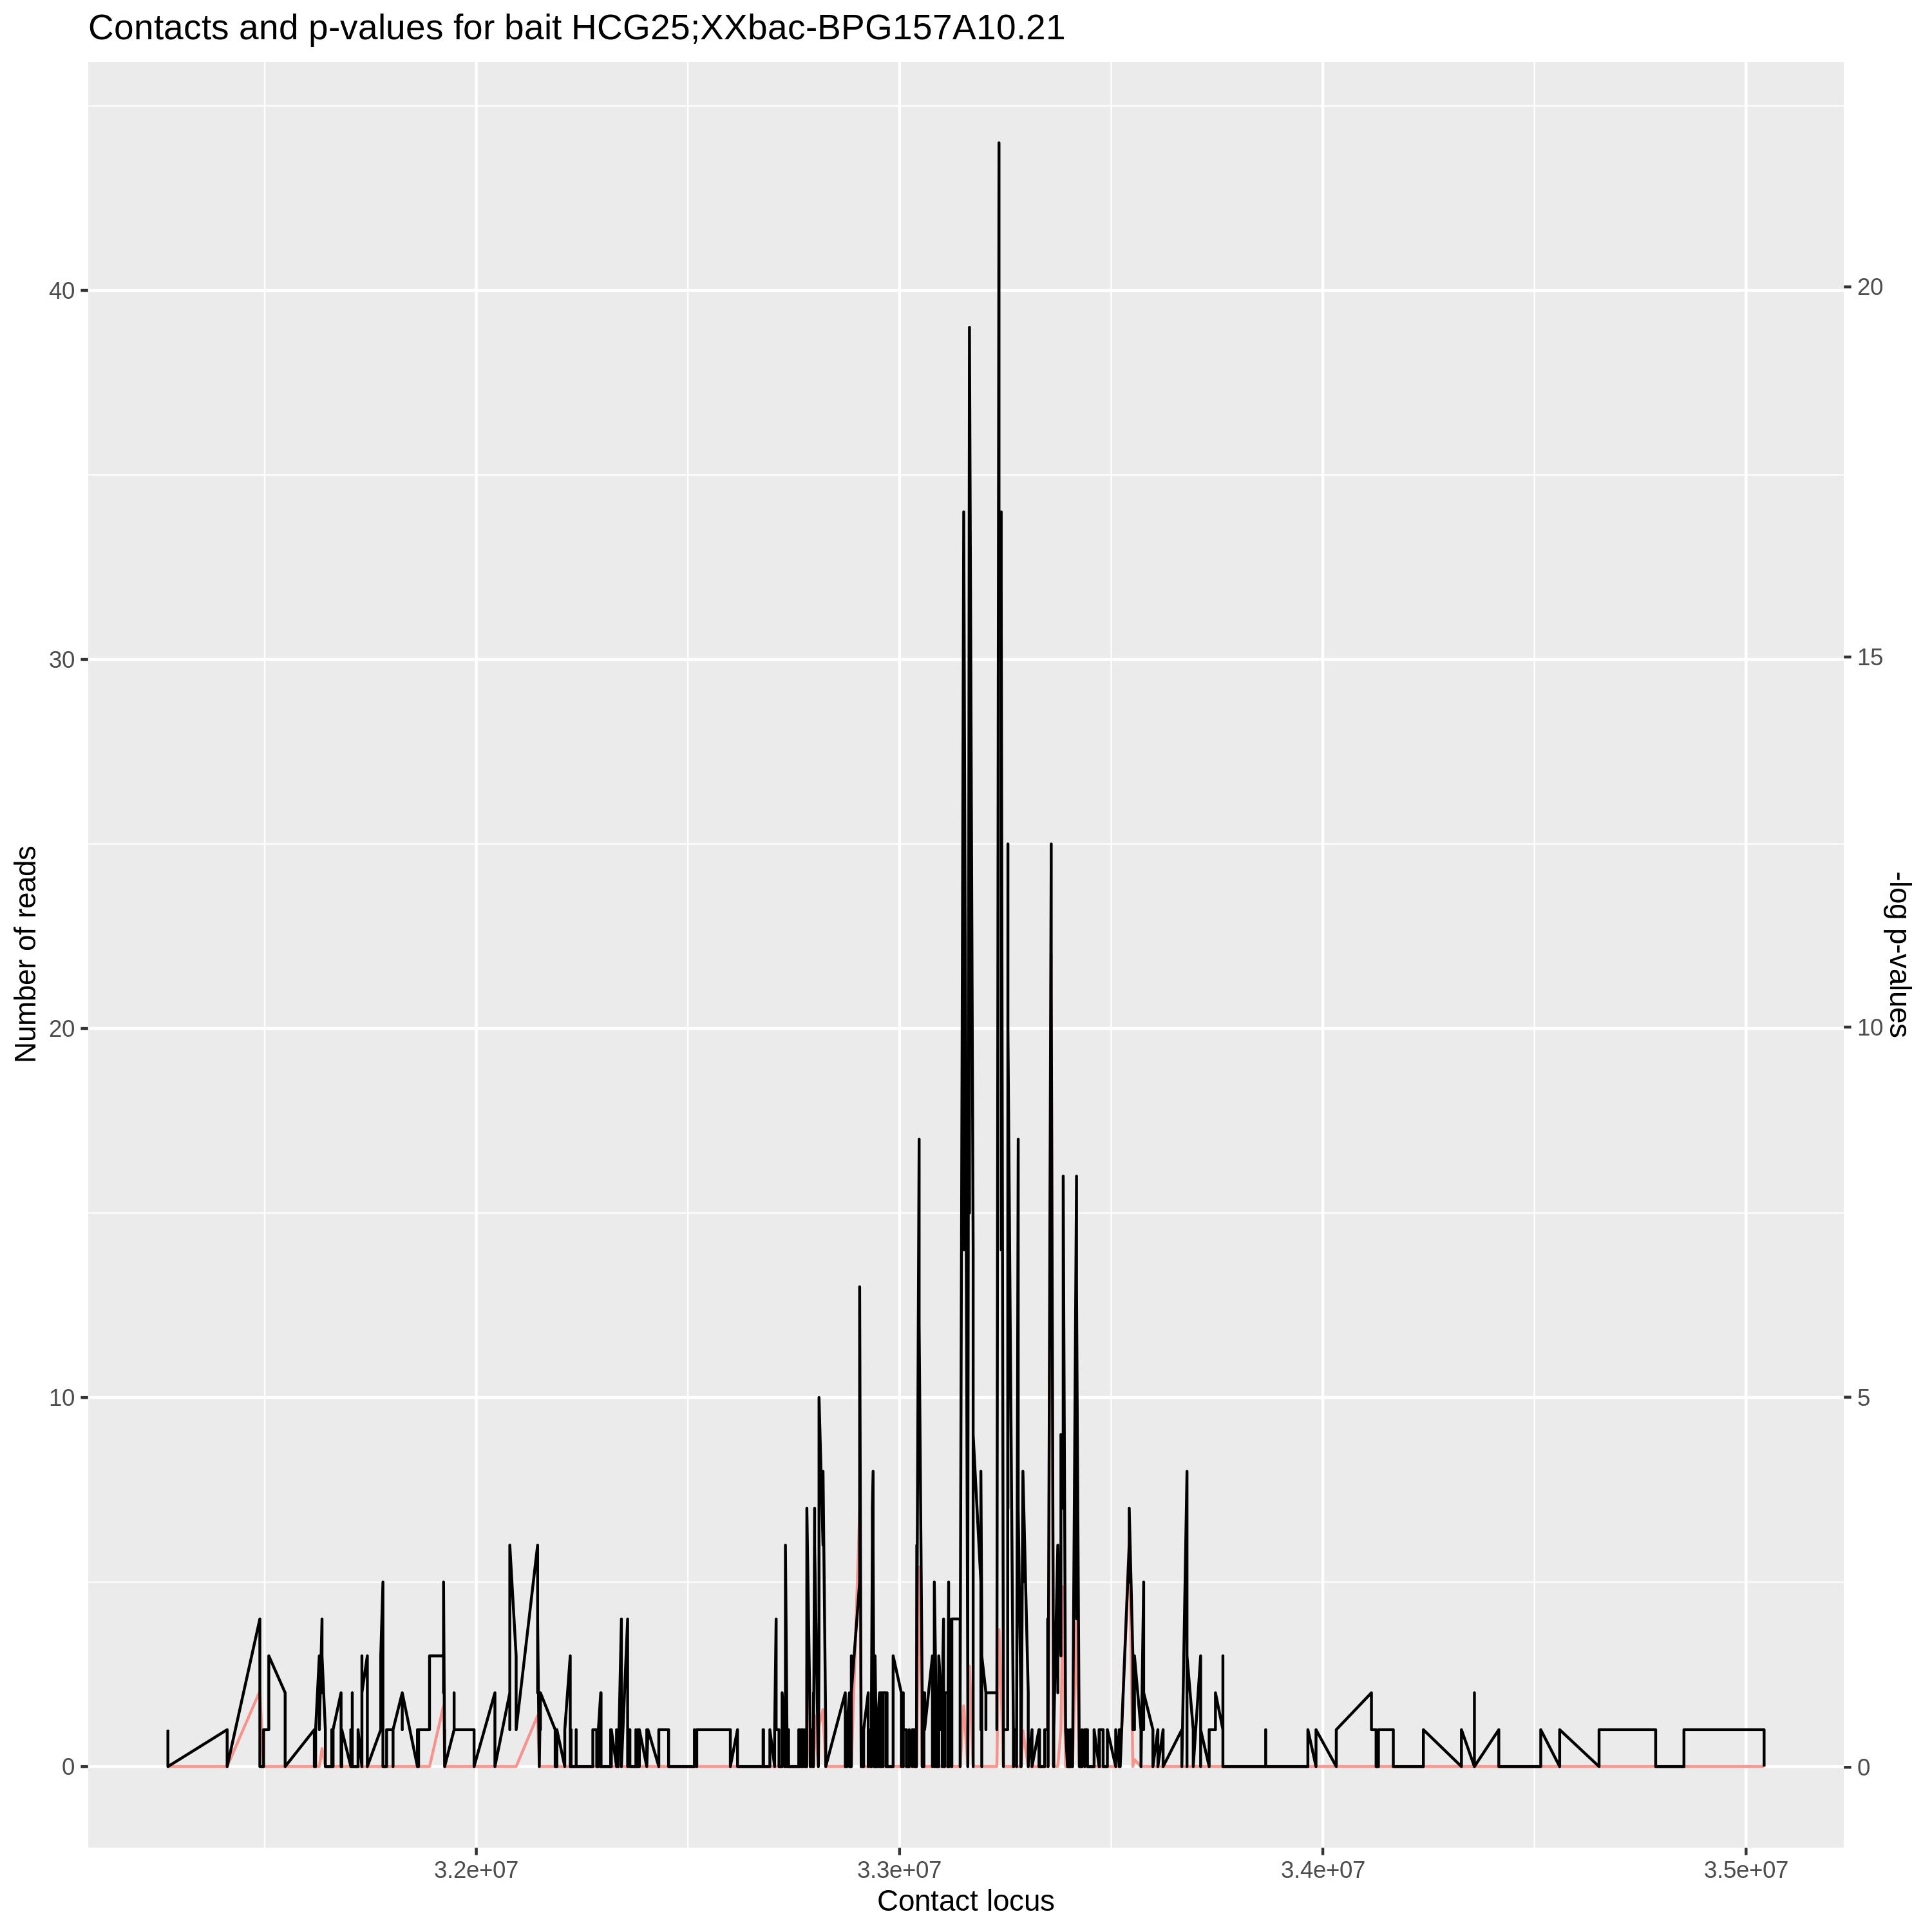 Contacts and p-values for bait HCG25;XXbac-BPG157A10.21
40
30
20
10
0
20
15
10
5
0
Number of reads
-log p-values
3.2e+07
3.3e+07
3.4e+07
3.5e+07
Contact locus